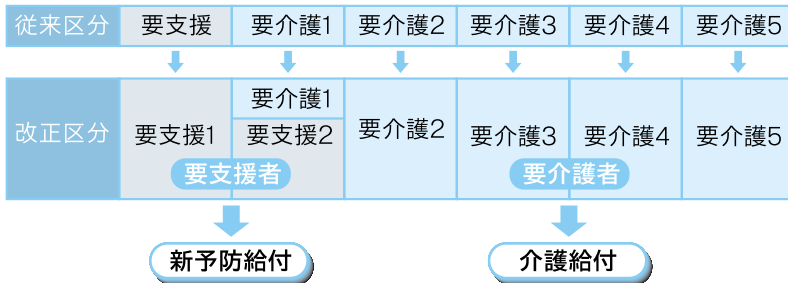 従来区分 要支援 要介護1 要介護2 要介護3 要介護4 要介護5
要介護1
改正区分 要支援1 要支援2 要介護2 要介護3 要介護4 要介護5
要支援者 要介護者
新予防給付 介護給付